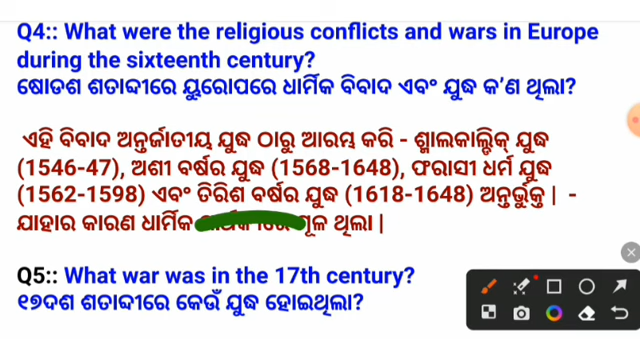 Q4:: What were the religious conflicts and wars in Europe
during the sixteenth century?
ଷୋଡଶ ଶତାବ୍ଦୀରେ ୟୁରୋପରେ ଧାର୍ମିକ ବିବାଦ ଏବଂ ଯୁଦ୍ଧ କ'ଣ ଥିଲା?
ଏହି ବିବାଦ ଅନ୍ତର୍ଜାତୀୟ ଯୁଦ୍ଧ ଠାରୁ ଆରମ୍ଭ କରି - ଶ୍ମାଲକାଲ୍ଡିକ୍ ଯୁଦ୍ଧ
(1546-47), ଅଶୀ ବର୍ଷର ଯୁଦ୍ଧ (1568-1648), ଫରାସୀ ଧର୍ମ ଯୁଦ୍ଧ
(1562-1598) ଏବଂ ତିରିଶ ବର୍ଷର ଯୁଦ୍ଧ (1618-1648) ଅନ୍ତର୍ଭୁକ୍ତ | -
ଯାହାର କାରଣ ଧାର୍ମିକ ମୂଳ ଥିଲା |
Q5:: What war was in the 17th century?
୧୭ଦଶ ଶତାବ୍ଦୀରେ କେଉଁ ଯୁଦ୍ଧ ହୋଇଥିଲା?